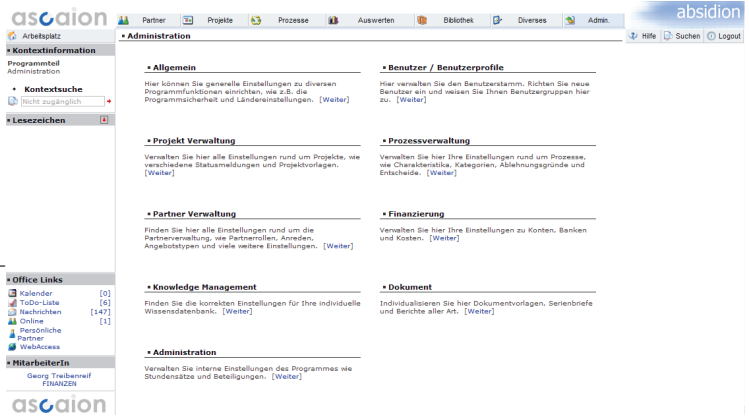 ascaion
Partner Projekte Prozesse Auswerten Bibliothek Diverses Admin.
absidion
Arbeitsplatz
Administration
Hilfe Suchen Logout
Kontextinformation
Programmteil
Administration
Kontextsuche
Nicht zugänglich
Lesezeichen
Allgemein
Hier können Sie generelle Einstellungen zu diversen
Programmfunktionen einrichten, wie z.B. die
Programmsicherheit und Ländereinstellungen. [Weiter]
Benutzer / Benutzerprofile
Hier verwalten Sie den Benutzerstamm. Richten Sie neue
Benutzer ein und weisen Sie Ihnen Benutzergruppen hier
zu. [Weiter]
Projekt Verwaltung
Verwalten Sie hier alle Einstellungen rund um Projekte, wie
verschiedene Statusmeldungen und Projektvorlagen.
[Weiter]
Prozessverwaltung
Verwalten Sie hier Ihre Einstellungen rund um Prozesse,
wie Charakteristika, Kategorien, Ablehnungsgründe und
Entscheide. [Weiter]
Partner Verwaltung
Finden Sie hier alle Einstellungen rund um die
Partnerverwaltung, wie Partnerrollen, Anreden,
Angebotstypen und viele weitere Einstellungen. [Weiter]
Finanzierung
Verwalten Sie hier Ihre Einstellungen zu Konten, Banken
und Kosten. [Weiter]
Knowledge Management
Finden Sie die korrekten Einstellungen für Ihre individuelle
Wissensdatenbank. [Weiter]
Dokument
Individualisieren Sie hier Dokumentvorlagen, Serienbriefe
und Berichte aller Art. [Weiter]
Administration
Verwalten Sie interne Einstellungen des Programmes wie
Stundensätze und Beteiligungen. [Weiter]
Office Links
Kalender [0]
ToDo-Liste [6]
Nachrichten [147]
Online [1]
Persönliche
Partner
WebAccess
MitarbeiterIn
Georg Treibenreif
FINANZEN
ascaion